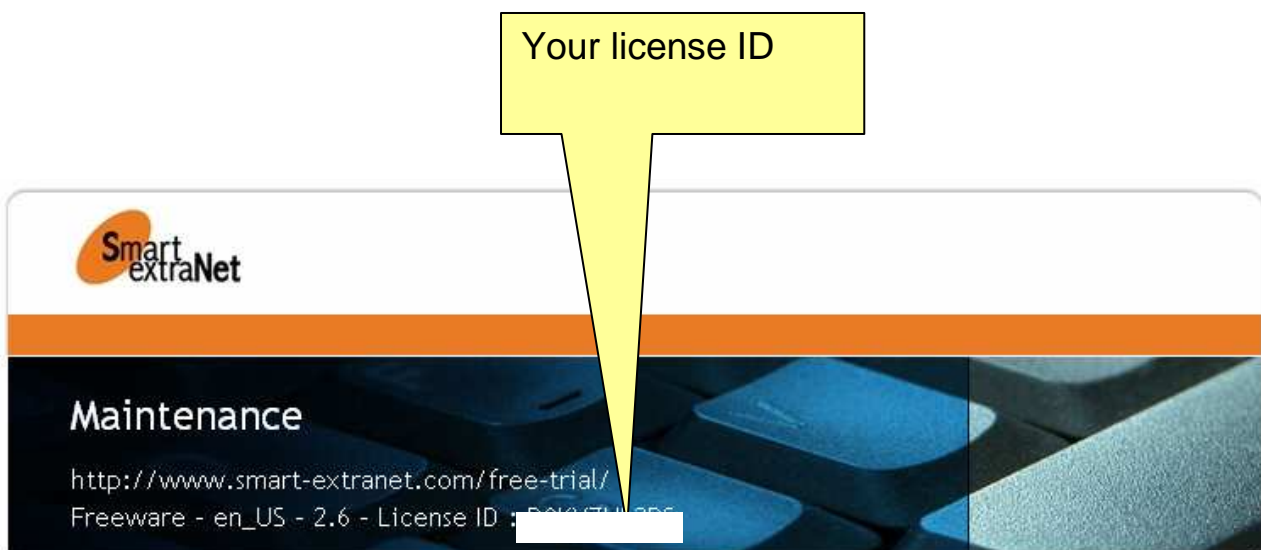 Your license ID
Smart
extraNet
Maintenance
http://www.smart-extranet.com/free-trial/
Freeware - en_US - 2.6 - License ID :